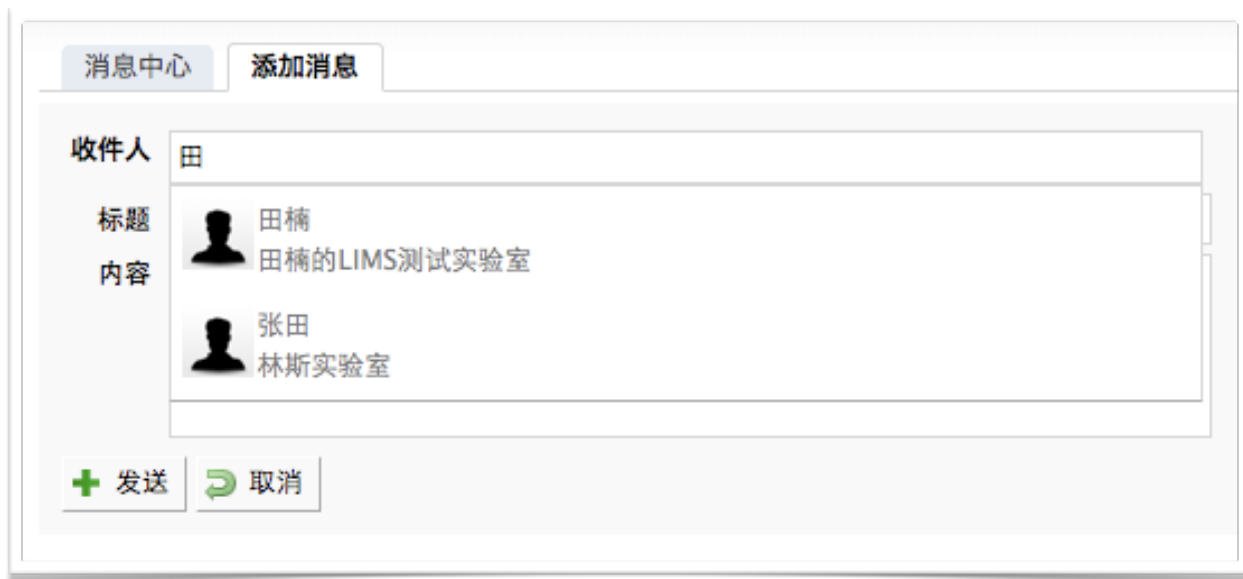 消息中心 添加消息
收件人 田
标题
田楠
田楠的LIMS测试实验室
内容
张田
林斯实验室
发送 取消